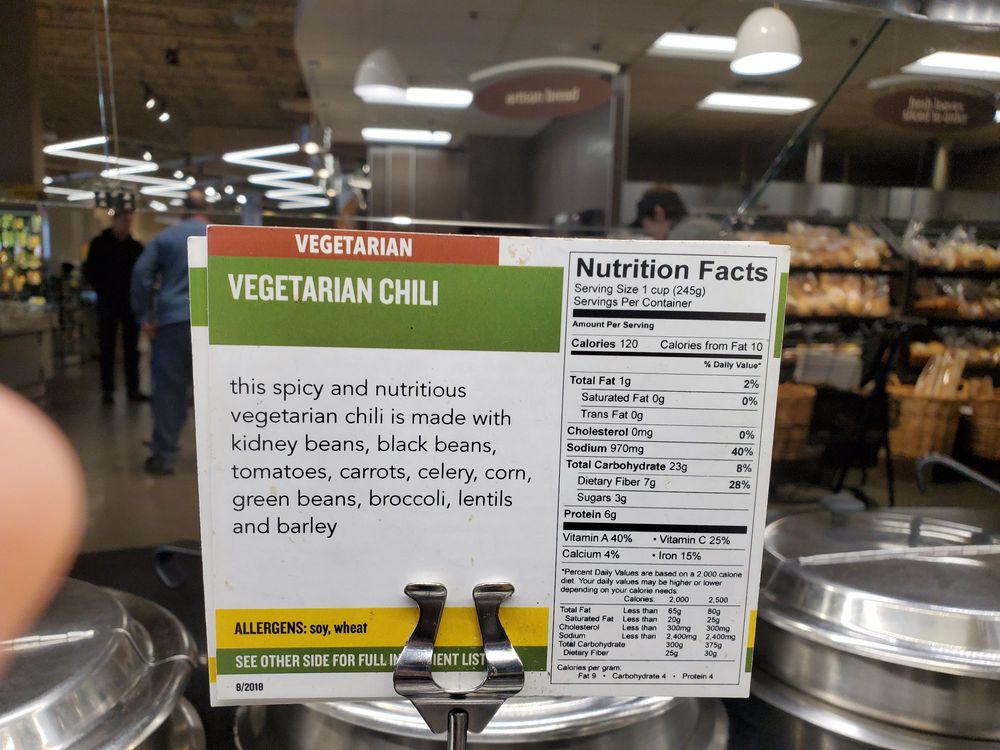 artisan bread
VEGETARIAN
VEGETARIAN CHILI
this spicy and nutritious
vegetarian chili is made with
kidney beans, black beans,
tomatoes, carrots, celery, corn,
green beans, broccoli, lentils
and barley
ALLERGENS: soy, wheat
SEE OTHER SIDE FOR FULL LIST
8/2018
Nutrition Facts
Serving Size 1 cup (245g)
Servings Per Container
Amount Per Serving
Calories 120 Calories from Fat 10
% Daily Value*
Total Fat 1g 2%
Saturated Fat 0g 0%
Trans Fat 0g
Cholesterol 0mg 0%
Sodium 970mg 40%
Total Carbohydrate 23g 8%
Dietary Fiber 7g 28%
Sugars 3g
Protein 6g
Vitamin A 40% • Vitamin C 25%
Calcium 4% • Iron 15%
*Percent Daily Values are based on a 2,000 calorie
diet. Your daily values may be higher or lower
depending on your calorie needs:
Calories: 2,000 2,500
Total Fat Less than 65g 80g
Saturated Fat Less than 20g 25g
Cholesterol Less than 300mg 300mg
Sodium Less than 2,400mg 2,400mg
Total Carbohydrate 300g 375g
Dietary Fiber 25g 30g
Calories per gram:
Fat 9 • Carbohydrate 4 • Protein 4